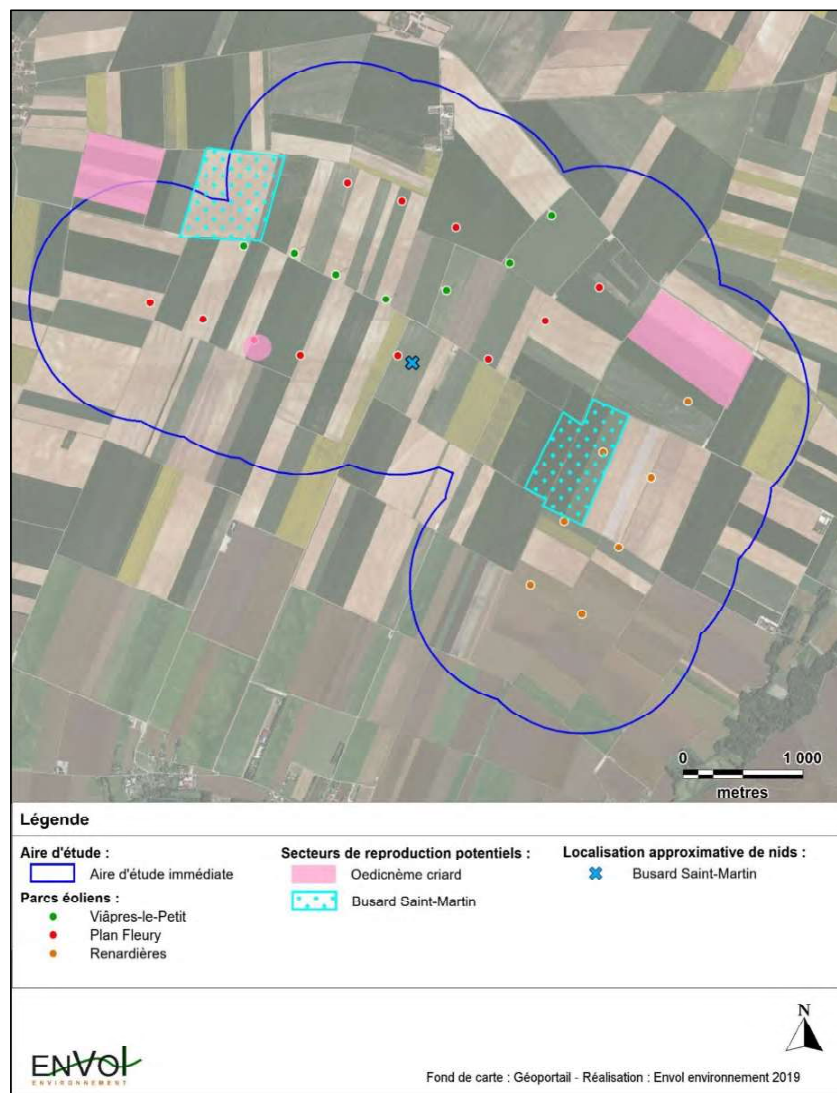 0 1 000
metres
Légende
Aire d'étude :
Aire d'étude immédiate
Parcs éoliens :
Viâpres-le-Petit
Plan Fleury
Renardières
Secteurs de reproduction potentiels :
Oedicnème criard
Busard Saint-Martin
Localisation approximative de nids :
Busard Saint-Martin
N
ENVOL
ENVIRONNEMENT
Fond de carte : Géoportail - Réalisation : Envol environnement 2019